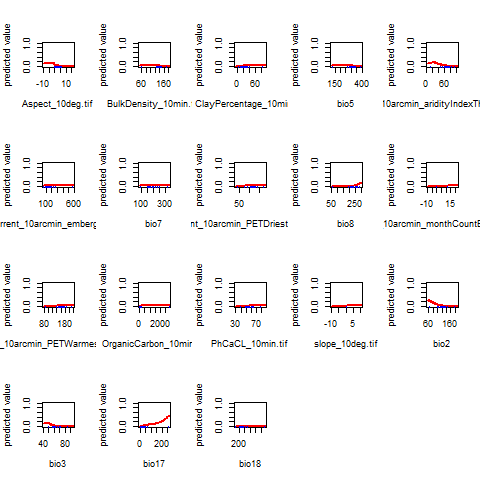 predicted value predicted value predicted value predicted value predicted value
0.0 1.0 0.0 1.0 0.0 1.0 0.0 1.0 0.0 1.0
-10 10 60 160 0 60 150 400 0 60
Aspect_10deg.tif BulkDensity_10min. ClayPercentage_10mi bio5 10arcmin_aridityIndexTh
predicted value predicted value predicted value predicted value predicted value
0.0 1.0 0.0 1.0 0.0 1.0 0.0 1.0 0.0 1.0
100 600 100 300 50 50 250 -10 15
rrent_10arcmin_emberg bio7 nt_10arcmin_PETDriest bio8 10arcmin_monthCountB
predicted value predicted value predicted value predicted value predicted value
0.0 1.0 0.0 1.0 0.0 1.0 0.0 1.0 0.0 1.0
80 180 0 2000 30 70 -10 5 60 160
_10arcmin_PETWarmes OrganicCarbon_10mir PhCaCL_10min.tif slope_10deg.tif bio2
predicted value predicted value predicted value
0.0 1.0 0.0 1.0 0.0 1.0
40 80 0 200 200
bio3 bio17 bio18